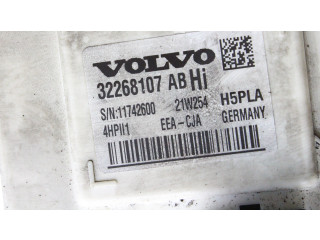 VOLVO
32268107 AB Hi
S/N:11742600 21W254 H5PLA
4HPII1 EEA-CJA GERMANY